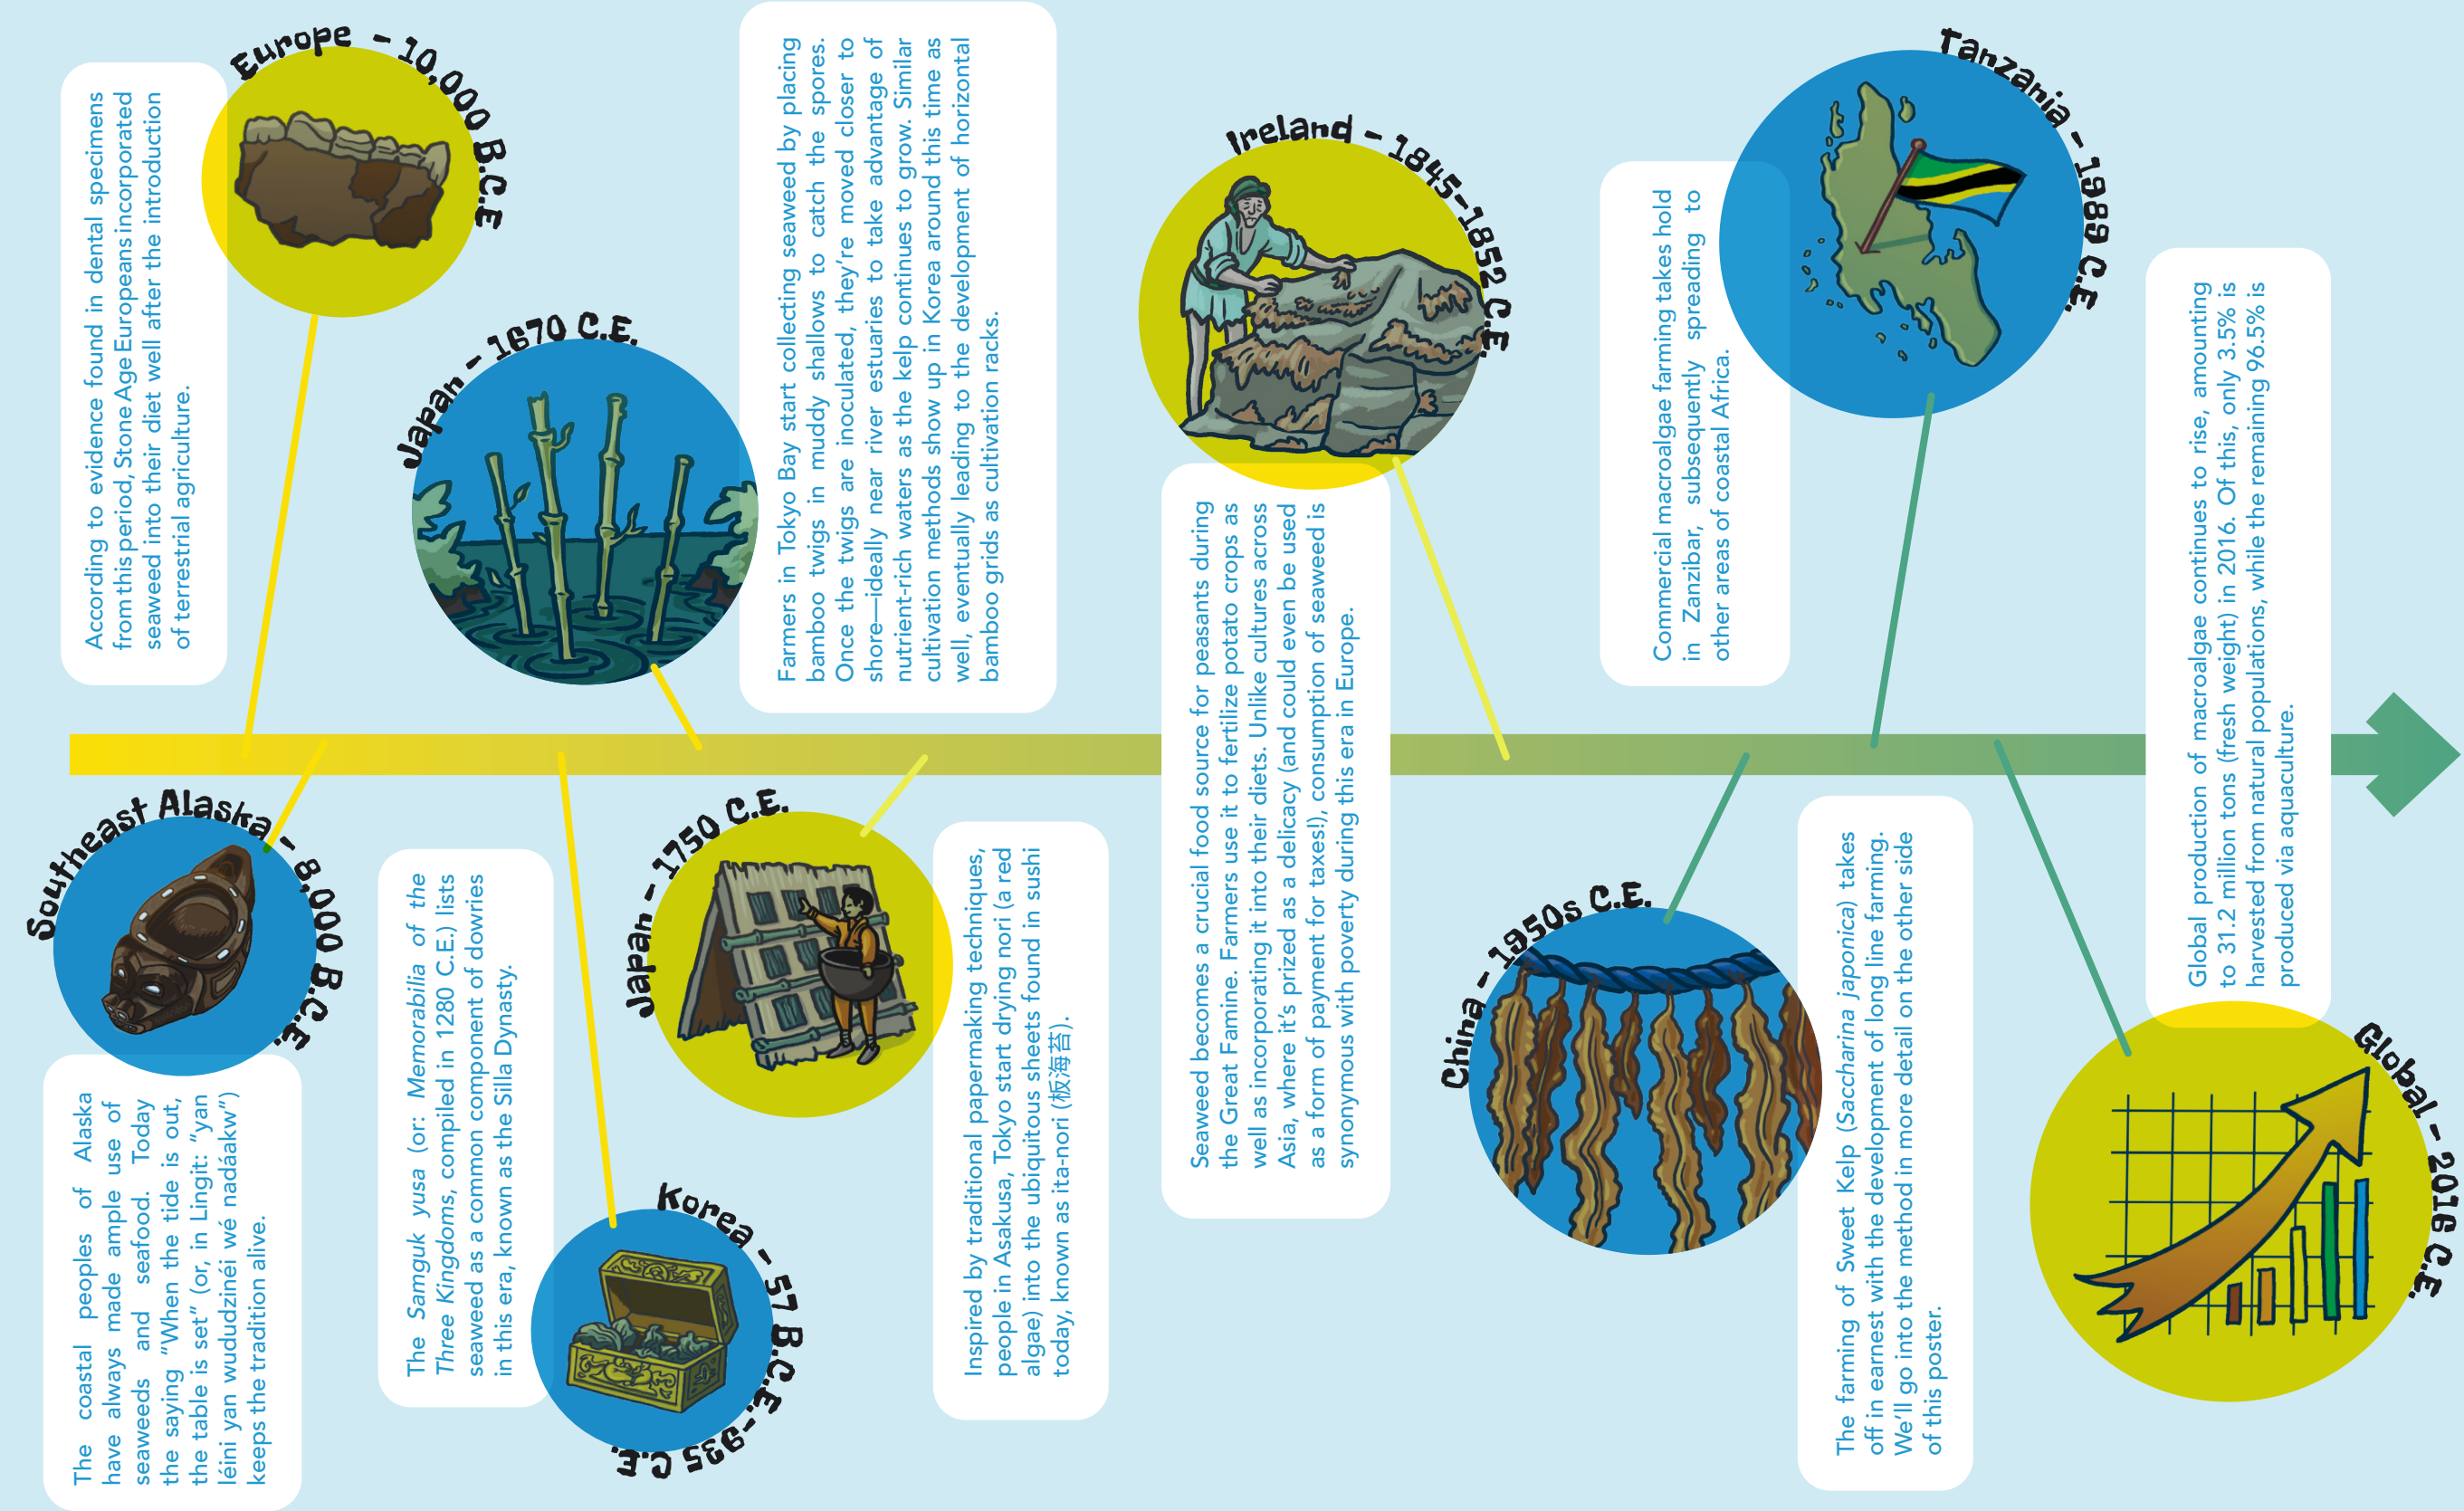 Europe – 10,000 B.C.E
According to evidence found in dental specimens
from this period, Stone Age Europeans incorporated
seaweed into their diet well after the introduction
of terrestrial agriculture.
Southeast Alaska – 8,000 B.C.E.
The coastal peoples of Alaska
have always made ample use of
seaweeds and seafood. Today
the saying “When the tide is out,
the table is set” (or, in Lingit: “yan
léini yan wududzinéi wé nadáakw”)
keeps the tradition alive.
Korea – 57 B.C.E.–935 C.E.
The Samguk yusa (or: Memorabilia of the
Three Kingdoms, compiled in 1280 C.E.) lists
seaweed as a common component of dowries
in this era, known as the Silla Dynasty.
Japan – 1670 C.E.
Farmers in Tokyo Bay start collecting seaweed by placing
bamboo twigs in muddy shallows to catch the spores.
Once the twigs are inoculated, they’re moved closer to
shore—ideally near river estuaries to take advantage of
nutrient-rich waters as the kelp continues to grow. Similar
cultivation methods show up in Korea around this time as
well, eventually leading to the development of horizontal
bamboo grids as cultivation racks.
Japan – 1750 C.E.
Inspired by traditional papermaking techniques,
people in Asakusa, Tokyo start drying nori (a red
algae) into the ubiquitous sheets found in sushi
today, known as ita-nori (板海苔).
Ireland – 1845–1852 C.E.
Seaweed becomes a crucial food source for peasants during
the Great Famine. Farmers use it to fertilize potato crops as
well as incorporating it into their diets. Unlike cultures across
Asia, where it’s prized as a delicacy (and could even be used
as a form of payment for taxes!), consumption of seaweed is
synonymous with poverty during this era in Europe.
China – 1950s C.E.
The farming of Sweet Kelp (Saccharina japonica) takes
off in earnest with the development of long line farming.
We’ll go into the method in more detail on the other side
of this poster.
Tanzania – 1989 C.E.
Commercial macroalgae farming takes hold
in Zanzibar, subsequently spreading to
other areas of coastal Africa.
Global – 2016 C.E.
Global production of macroalgae continues to rise, amounting
to 31.2 million tons (fresh weight) in 2016. Of this, only 3.5% is
harvested from natural populations, while the remaining 96.5% is
produced via aquaculture.